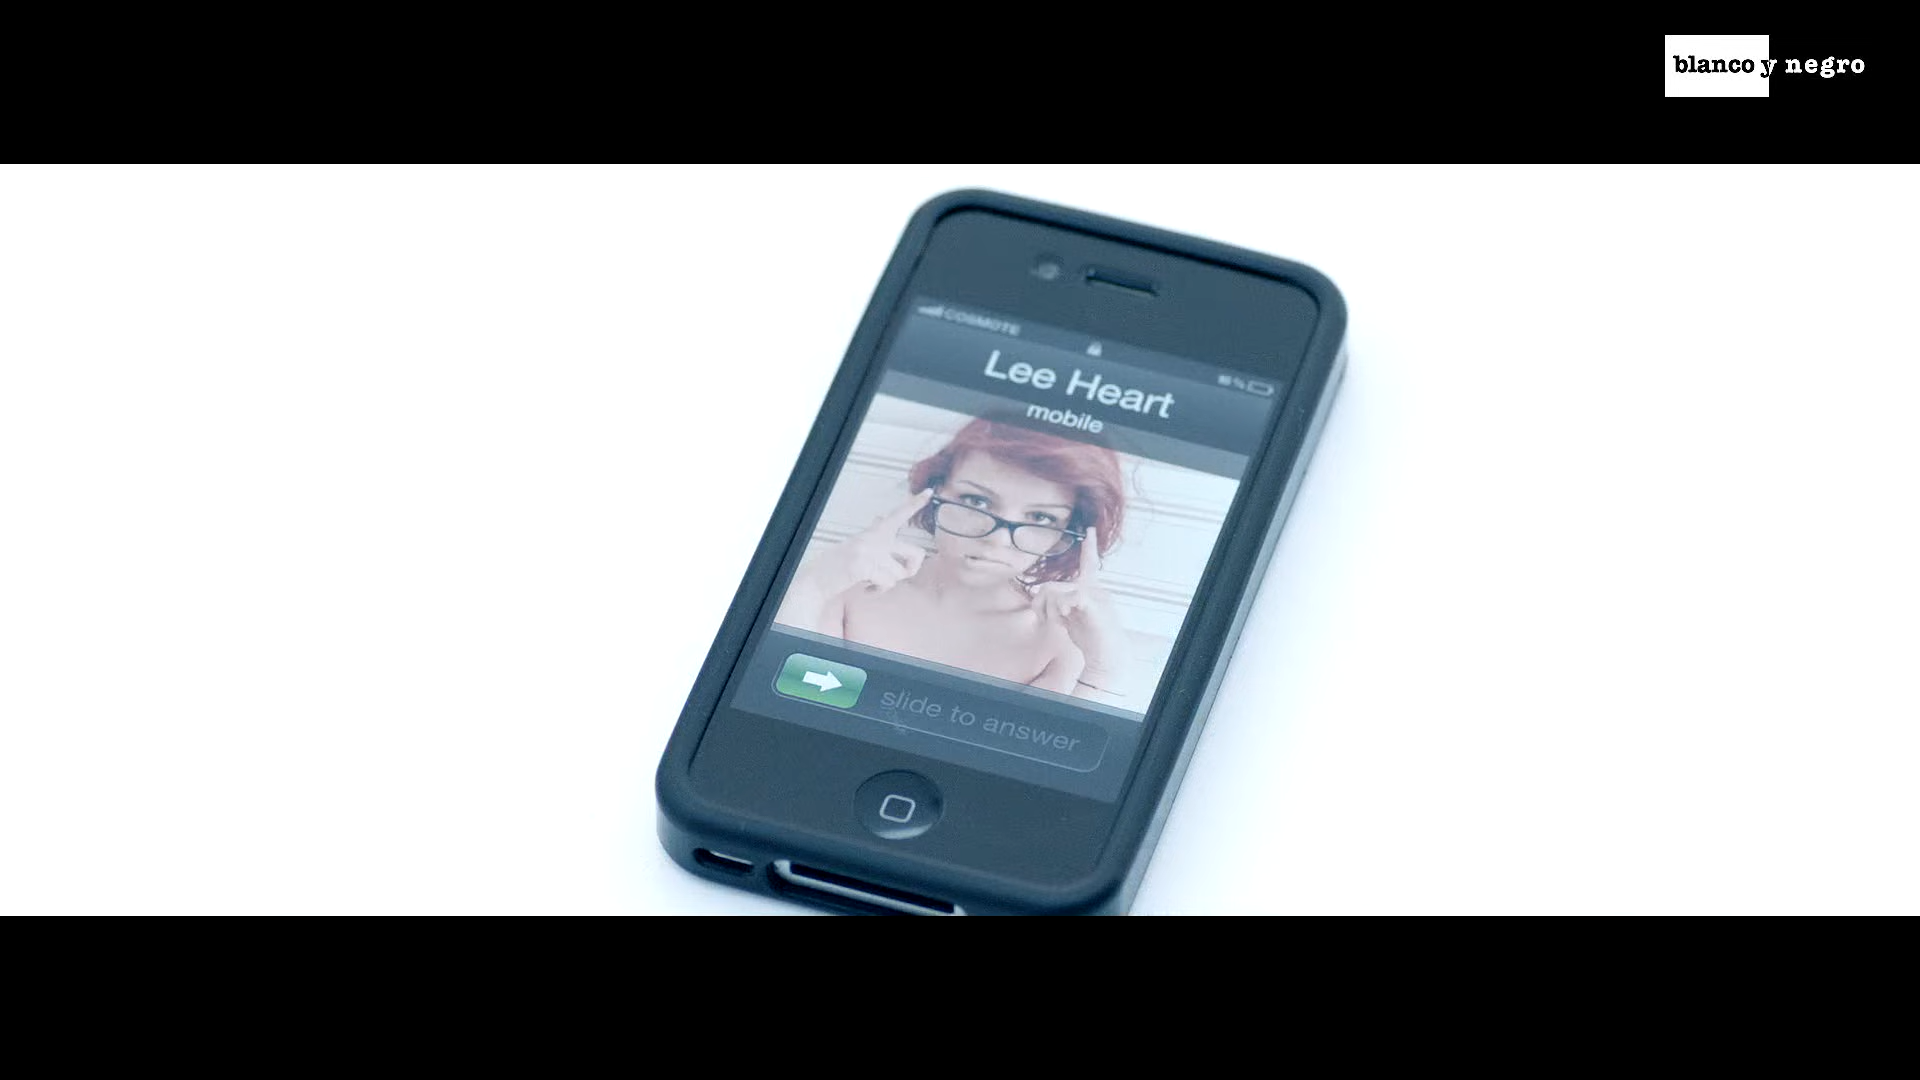 blanco y negro
COSMOTE
Lee Heart
mobile
slide to answer